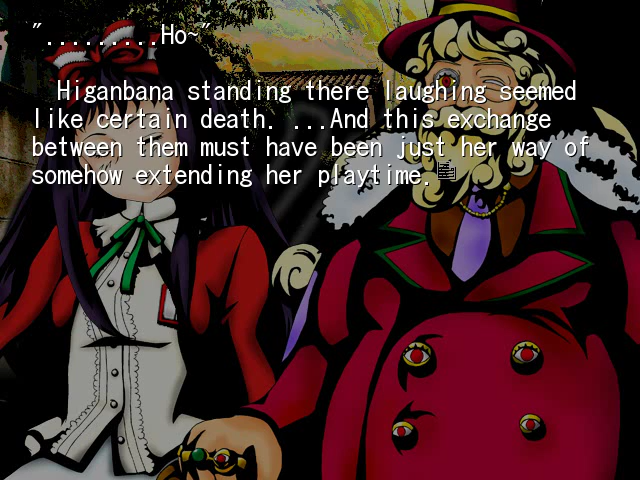 ".........Ho~"
Higanbana standing there laughing seemed
like certain death. ...And this exchange
between them must have been just her way of
somehow extending her playtime.